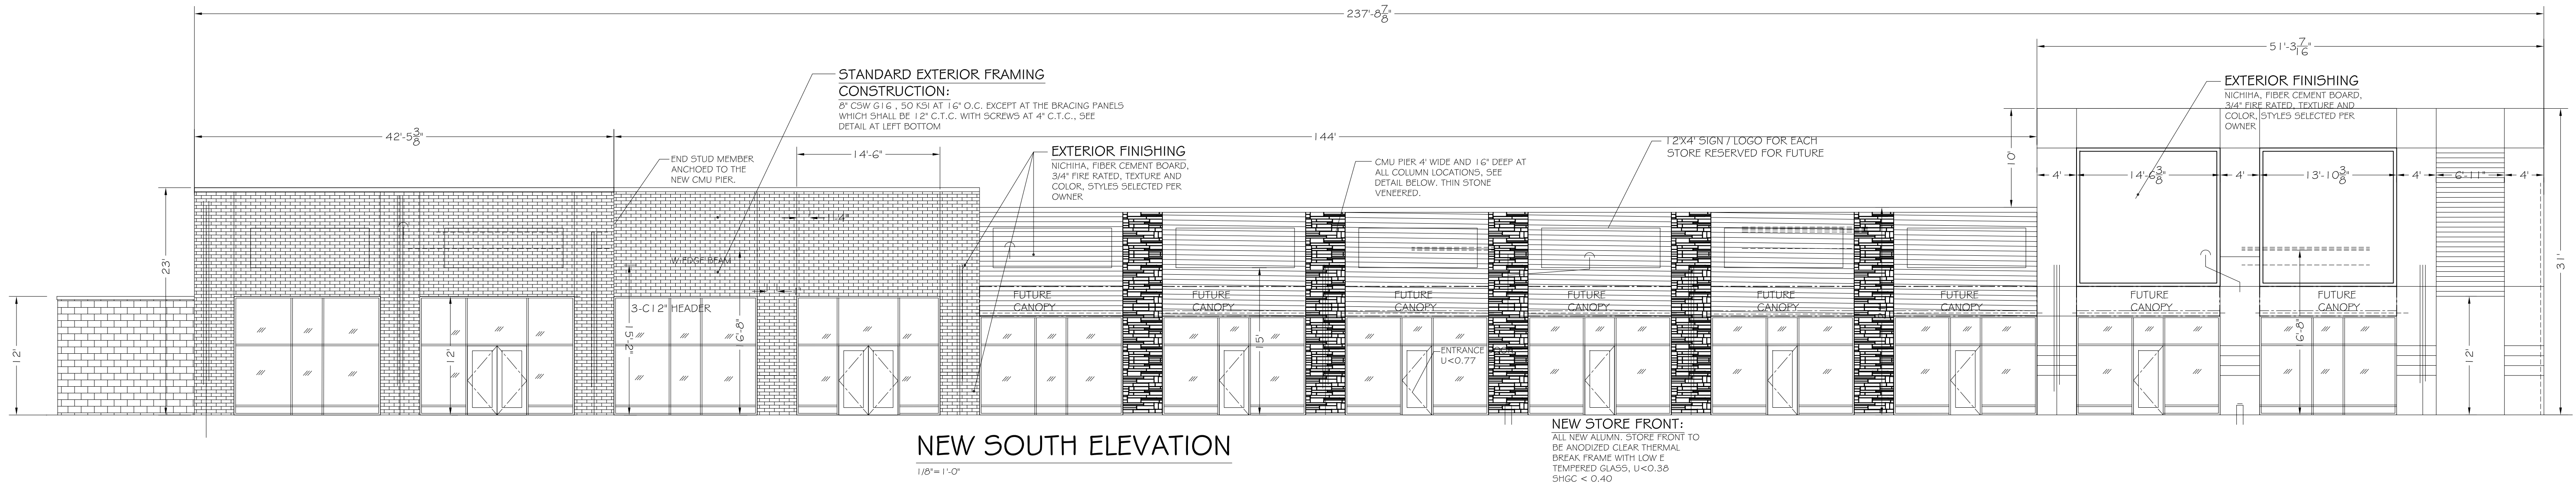 237'-8 7/8"
51'-3 7/16"
STANDARD EXTERIOR FRAMING
CONSTRUCTION:
8" CSW G16 , 50 KSI AT 16" O.C. EXCEPT AT THE BRACING PANELS
WHICH SHALL BE 12" C.T.C. WITH SCREWS AT 4" C.T.C., SEE
DETAIL AT LEFT BOTTOM
EXTERIOR FINISHING
NICHIHA, FIBER CEMENT BOARD,
3/4" FIRE RATED, TEXTURE AND
COLOR, STYLES SELECTED PER
OWNER
42'-5 3/8"
144'
14'-6"
END STUD MEMBER
ANCHOED TO THE
NEW CMU PIER.
EXTERIOR FINISHING
NICHIHA, FIBER CEMENT BOARD,
3/4" FIRE RATED, TEXTURE AND
COLOR, STYLES SELECTED PER
OWNER
CMU PIER 4' WIDE AND 16" DEEP AT
ALL COLUMN LOCATIONS, SEE
DETAIL BELOW. THIN STONE
VENEERED.
12'X4' SIGN / LOGO FOR EACH
STORE RESERVED FOR FUTURE
10'
4'
14'-6 3/8"
4'
13'-10 3/8"
4'
6'-11"
4'
1'-4"
23'
W EDGE BEAM
31'
3-C12" HEADER
FUTURE
CANOPY
FUTURE
CANOPY
FUTURE
CANOPY
FUTURE
CANOPY
FUTURE
CANOPY
FUTURE
CANOPY
FUTURE
CANOPY
FUTURE
CANOPY
12'
12'
15'-2"
16'-8"
15'
16'-8"
12'
ENTRANCE
U<0.77
NEW SOUTH ELEVATION
1/8"=1'-0"
NEW STORE FRONT:
ALL NEW ALUMN. STORE FRONT TO
BE ANODIZED CLEAR THERMAL
BREAK FRAME WITH LOW E
TEMPERED GLASS, U<0.38
SHGC < 0.40